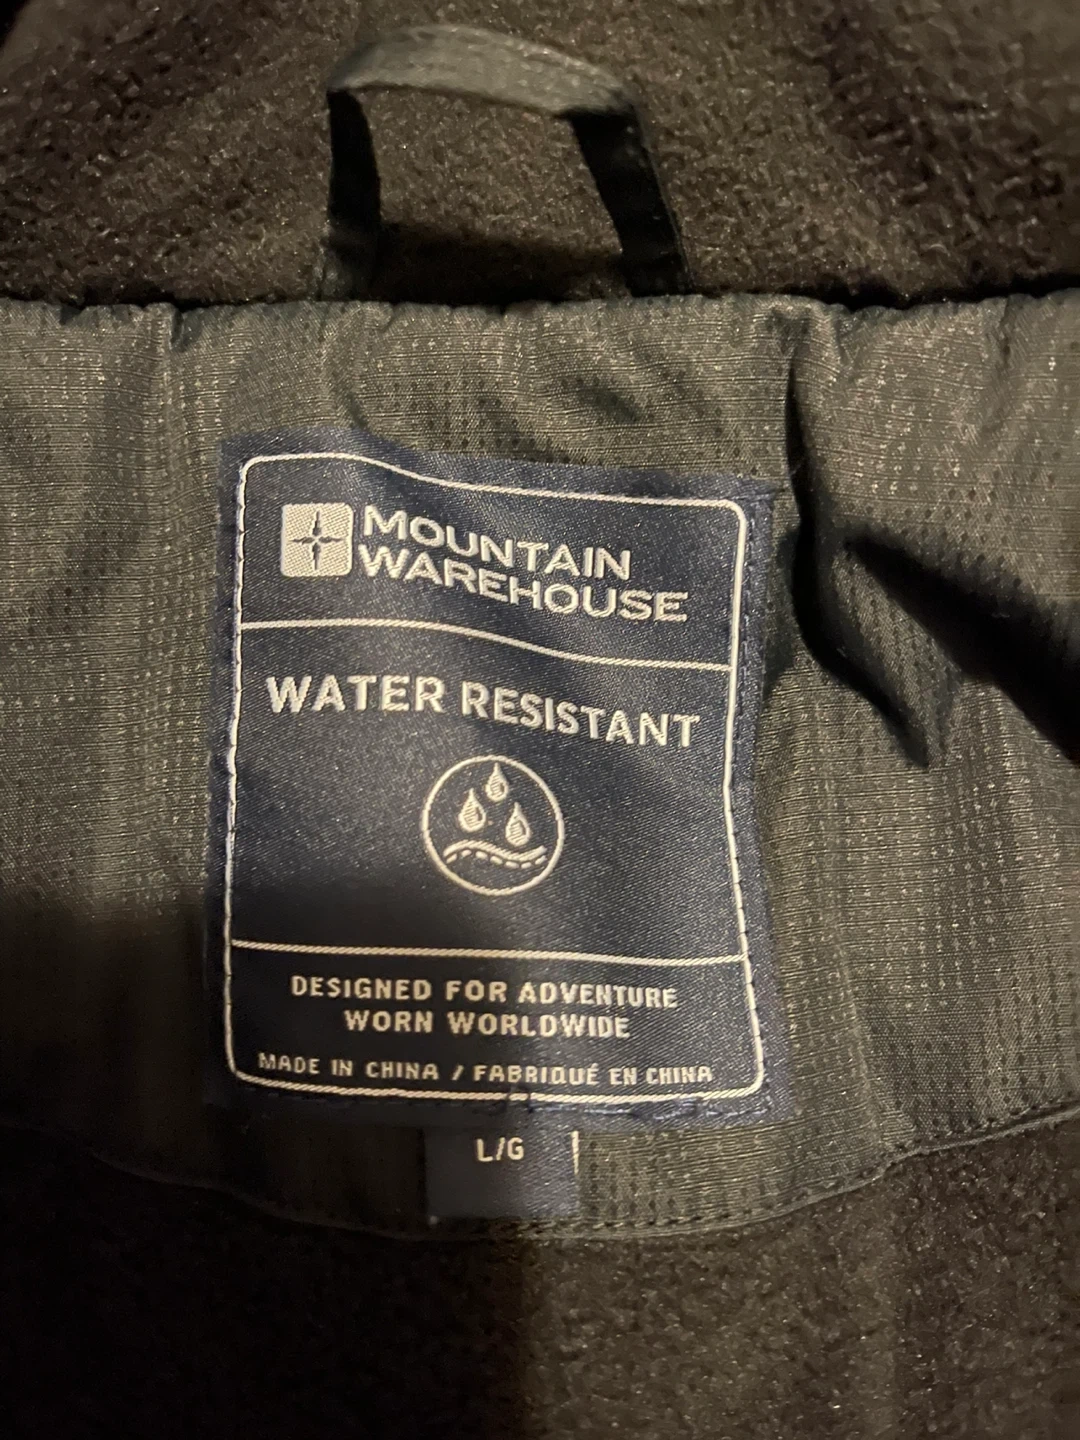 MOUNTAIN
WAREHOUSE
WATER RESISTANT
DESIGNED FOR ADVENTURE
WORN WORLDWIDE
MADE IN CHINA / FABRIQUÉ EN CHINA
L/G